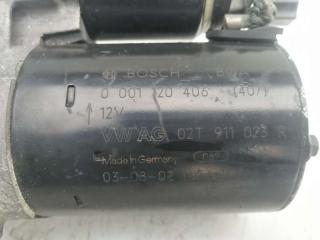 BOSCH
0 001 120 406 (407)
12V
VW AG 02T 911 023 R
Made in Germany
03-08-02